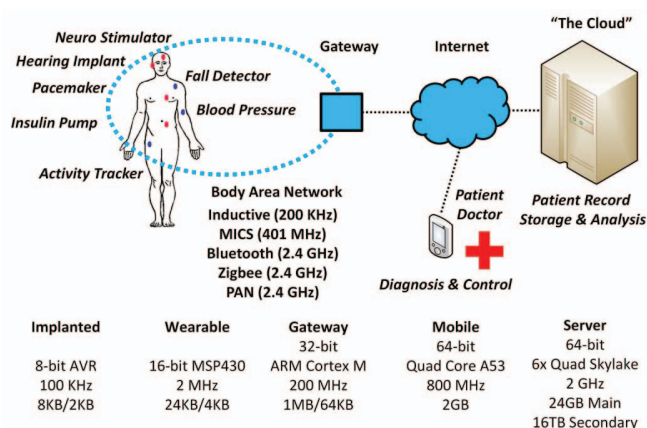 "The Cloud"
Gateway
Internet
Neuro Stimulator
Hearing Implant
Pacemaker
Insulin Pump
Activity Tracker
Fall Detector
Blood Pressure
Body Area Network
Inductive (200 KHz)
MICS (401 MHz)
Bluetooth (2.4 GHz)
Zigbee (2.4 GHz)
PAN (2.4 GHz)
Patient
Doctor
Diagnosis & Control
Patient Record
Storage & Analysis
Implanted
8-bit AVR
100 KHz
8KB/2KB
Wearable
16-bit MSP430
2 MHz
24KB/4KB
Gateway
32-bit
ARM Cortex M
200 MHz
1MB/64KB
Mobile
64-bit
Quad Core A53
800 MHz
2GB
Server
64-bit
6x Quad Skylake
2 GHz
24GB Main
16TB Secondary